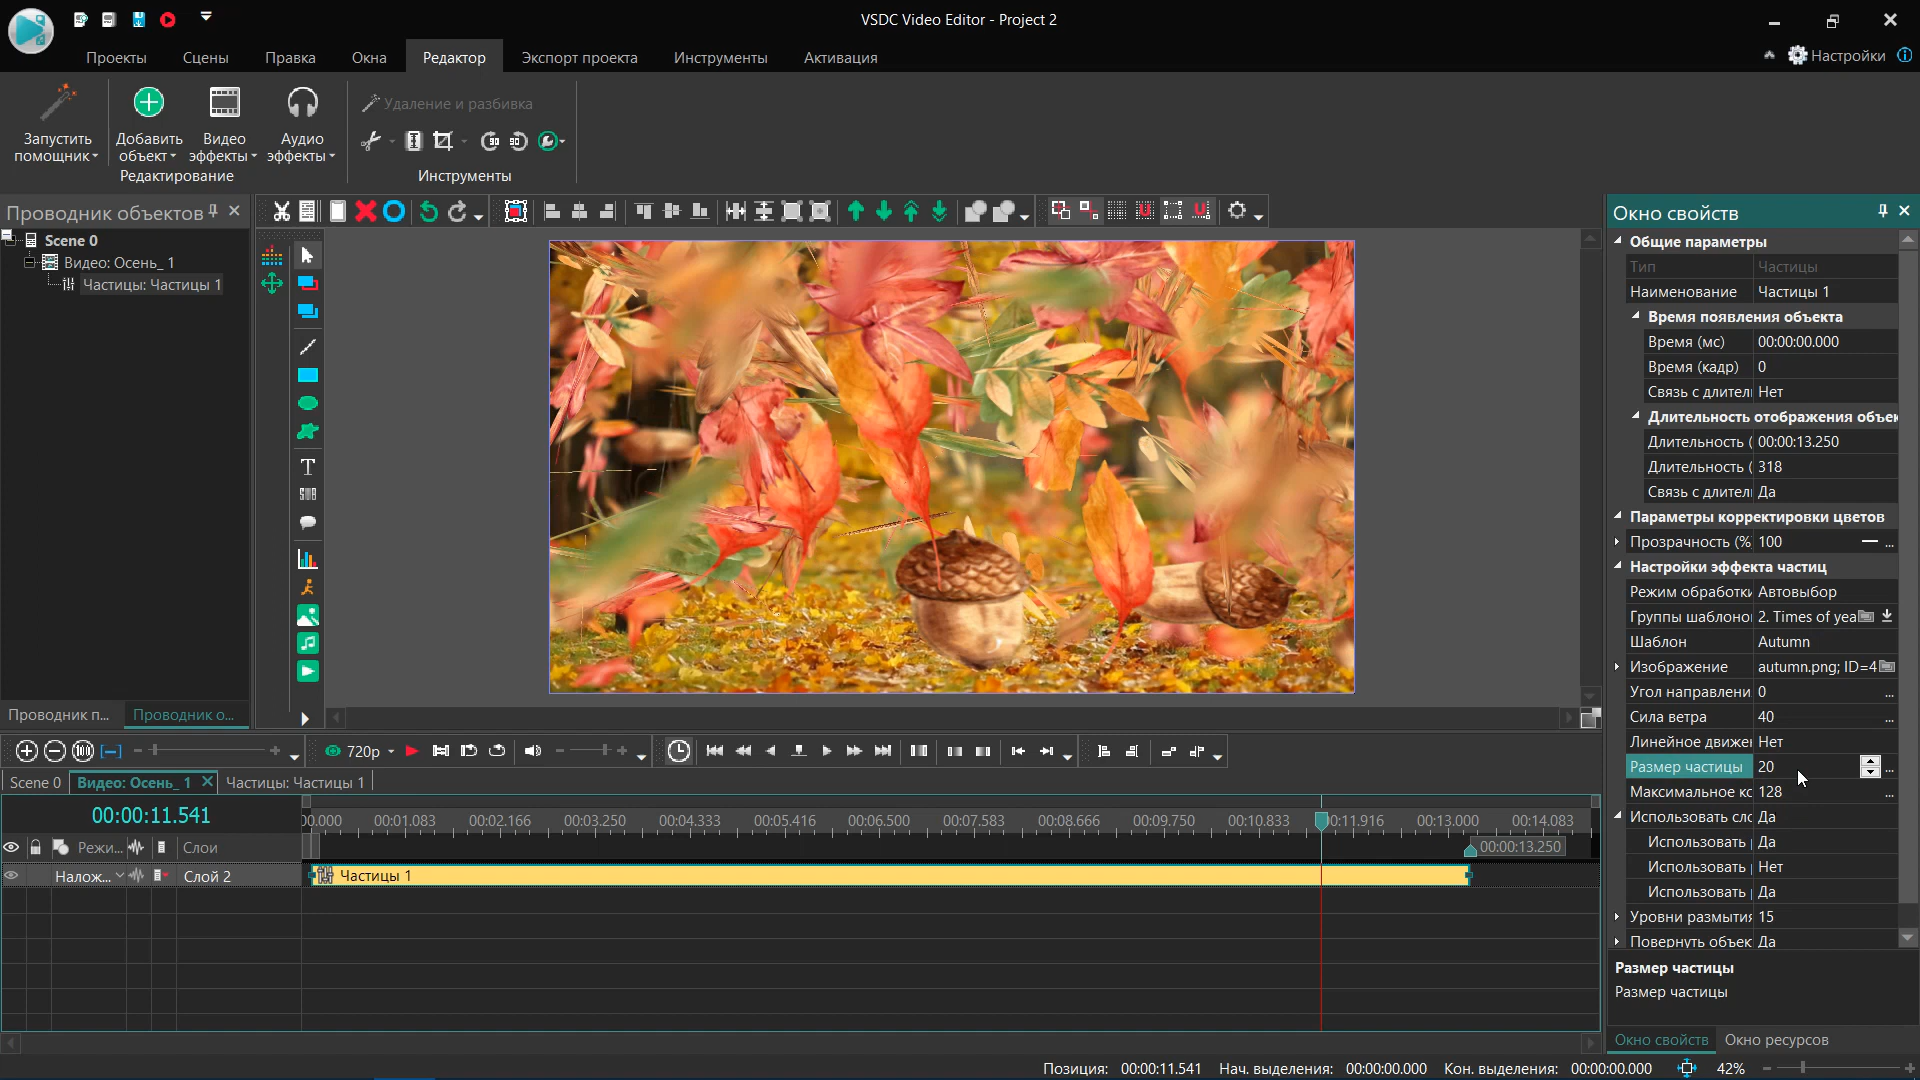 VSDC Video Editor - Project 2
Проекты
Сцены
Правка
Окна
Редактор
Экспорт проекта
Инструменты
Активация
Настройки
Запустить
помощник
Добавить
объект
Видео
эффекты
Аудио
эффекты
Редактирование
Удаление и разбивка
Инструменты
Проводник объектов
Scene 0
Видео: Осень_ 1
Частицы: Частицы 1
Проводник п...
Проводник о...
Окно свойств
Общие параметры
Тип Частицы
Наименование Частицы 1
Время появления объекта
Время (мс) 00:00:00.000
Время (кадр) 0
Связь с длител Нет
Длительность отображения объек
Длительность ( 00:00:13.250
Длительность ( 318
Связь с длител Да
Параметры корректировки цветов
Прозрачность (% 100 ...
Настройки эффекта частиц
Режим обработк Автовыбор
Группы шаблоно 2. Times of yea
Шаблон Autumn
Изображение autumn.png; ID=4
Угол направлени 0 ...
Сила ветра 40 ...
Линейное движе Нет
Размер частицы 20 ...
Максимальное кс 128 ...
Использовать слс Да
Использовать Да
Использовать Нет
Использовать Да
Уровни размыти 15
Повернуть объек Да
Размер частицы
Размер частицы
Окно свойств
Окно ресурсов
720p
Scene 0
Видео: Осень_ 1
Частицы: Частицы 1
00:00:11.541
00.000 00:01.083 00:02.166 00:03.250 00:04.333 00:05.416 00:06.500 00:07.583 00:08.666 00:09.750 00:10.833 0:11.916 00:13.000 00:14.083
00:00:13.250
Режи...
Слои
Налож...
Слой 2
Частицы 1
Позиция: 00:00:11.541 Нач. выделения: 00:00:00.000 Кон. выделения: 00:00:00.000 42%